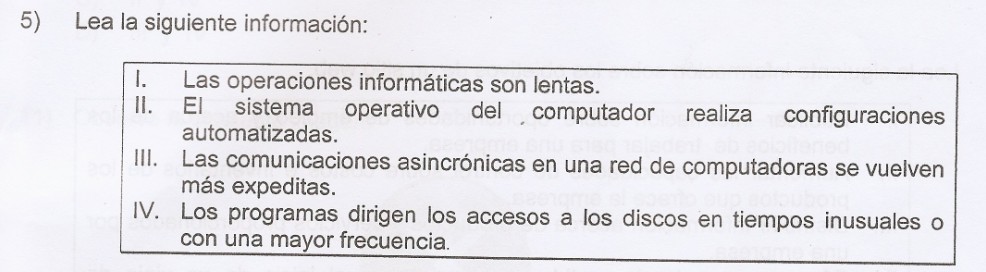 5) Lea la siguiente información:
I. Las operaciones informáticas son lentas.
II. El sistema operativo del computador realiza configuraciones
automatizadas.
III. Las comunicaciones asincrónicas en una red de computadoras se vuelven
más expeditas.
IV. Los programas dirigen los accesos a los discos en tiempos inusuales o
con una mayor frecuencia.